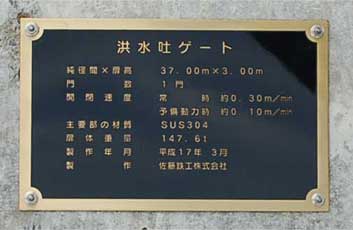 洪水吐ゲート
純径間×扉高 37.00m×3.00m
門数 1門
開閉速度 常時 約0.30m/min
予備動力時 約0.10m/min
主要部の材質 SUS304
扉体重量 147.6t
製作年月 平成17年3月
製作 佐藤鉄工株式会社